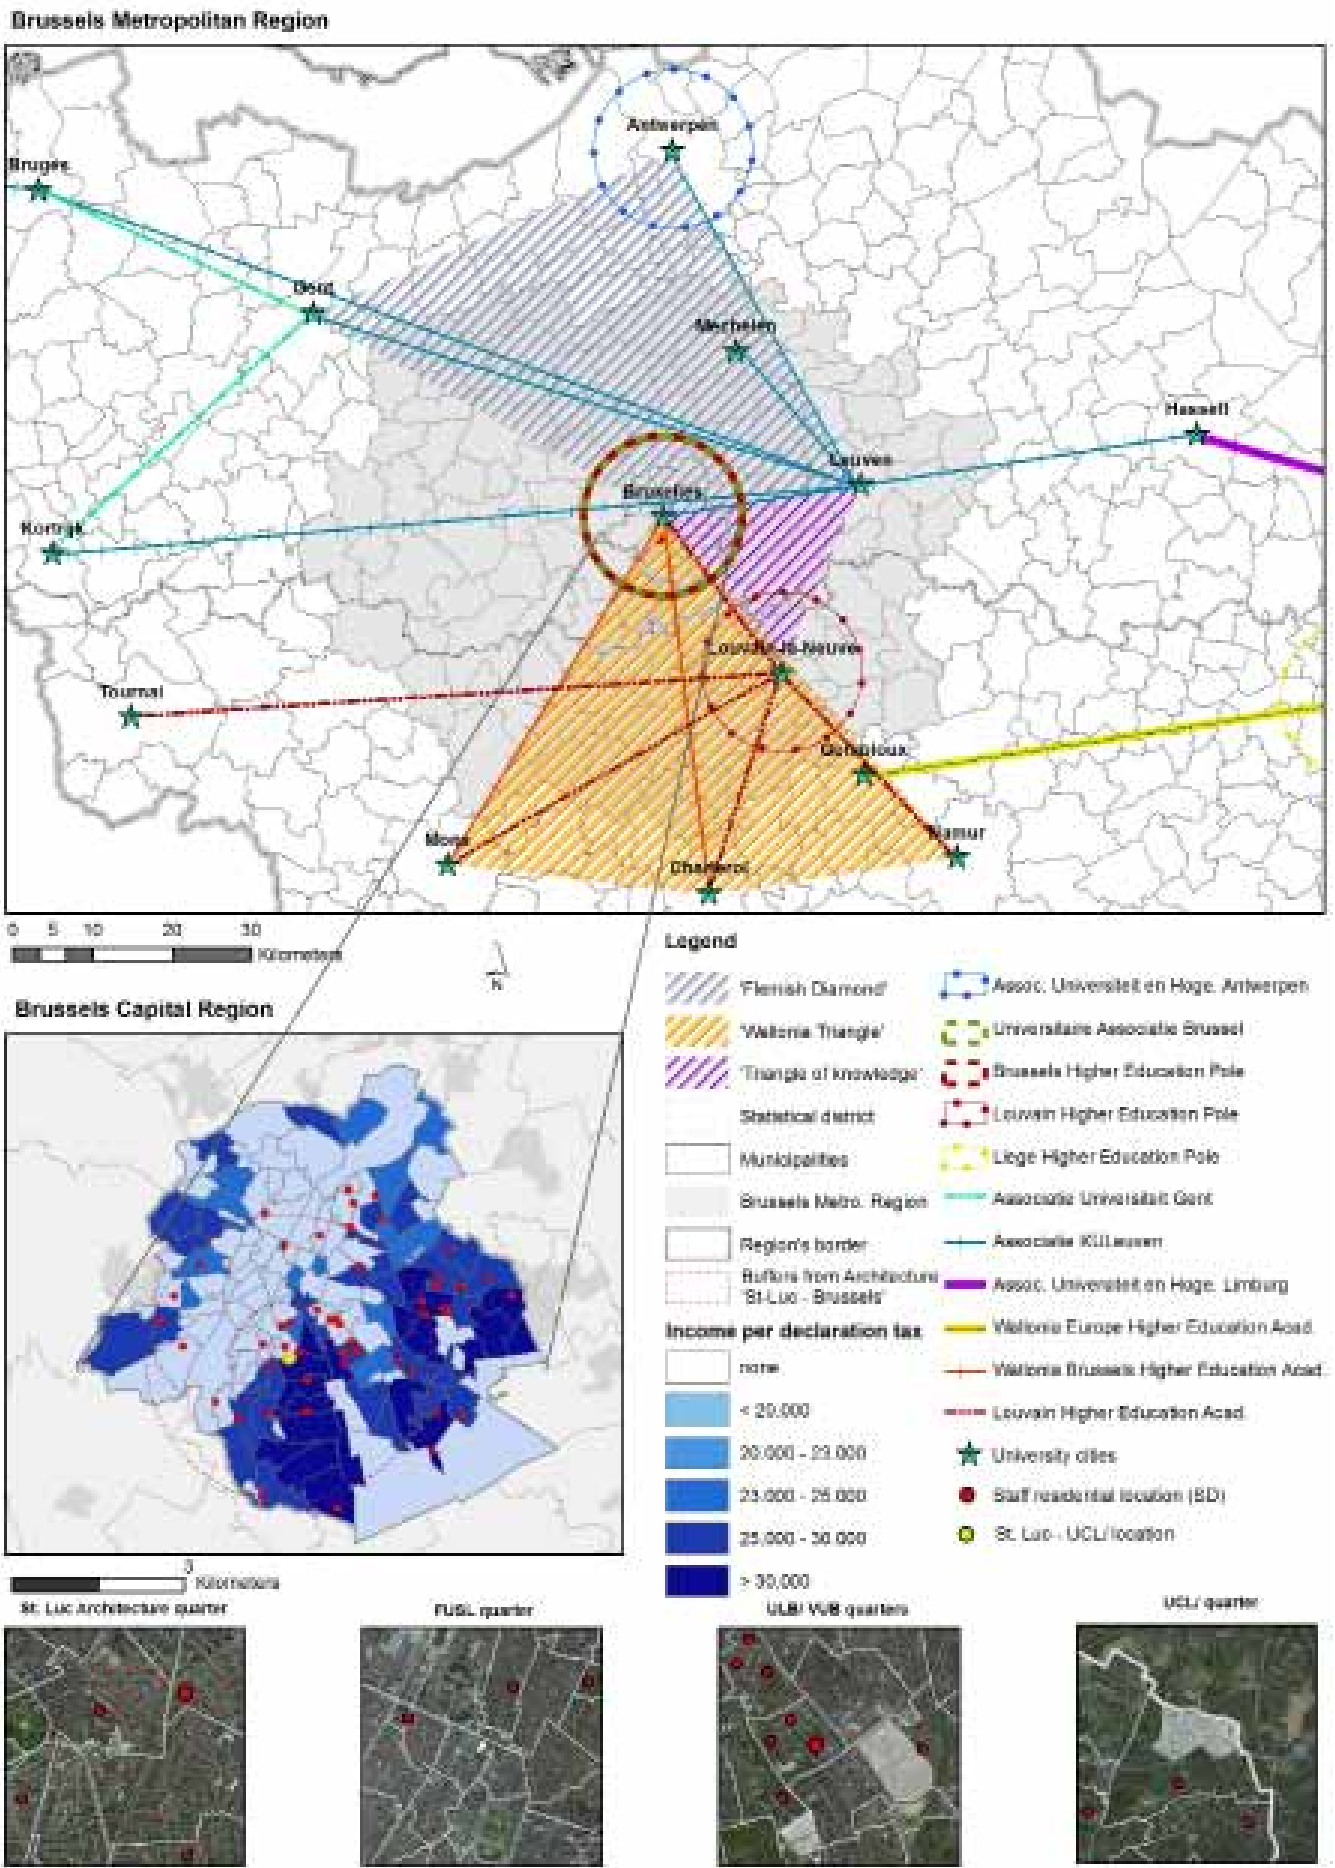 Brussels Metropolitan Region
Antwerpen
Bruges
Gent
Mechelen
Hasselt
Leuven
Bruxelles
Kortrijk
Louvain-la-Neuve
Tournai
Gembloux
Mons
Namur
Charleroi
0 5 10 20 30
Kilometers
N
Brussels Capital Region
Legend
'Flemish Diamond'
'Wallonia Triangle'
'Triangle of knowledge'
Statistical district
Municipalities
Brussels Metro. Region
Region's border
Buffers from Architecture
'St-Luc - Brussels'
Income per declaration tax
none
< 20.000
20.000 - 23.000
23.000 - 25.000
25.000 - 30.000
> 30.000
Assoc. Universiteit en Hoge. Antwerpen
Universitaire Associatie Brussel
Brussels Higher Education Pole
Louvain Higher Education Pole
Liege Higher Education Pole
Associatie Universiteit Gent
Associatie KULeuven
Assoc. Universiteit en Hoge. Limburg
Wallonia Europe Higher Education Acad.
Wallonia Brussels Higher Education Acad.
Louvain Higher Education Acad.
University cities
Staff residential location (SD)
St. Luc - UCL/ location
3
Kilometers
St. Luc Architecture quarter
FUSL quarter
ULB/ VUB quarters
UCL/ quarter